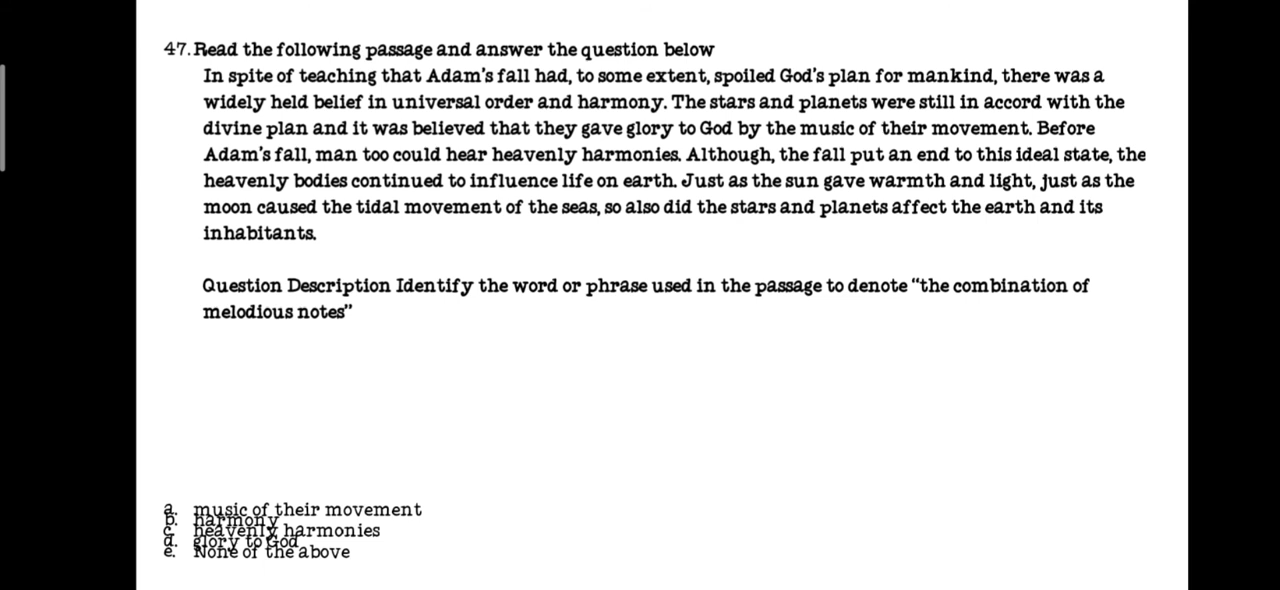 47. Read the following passage and answer the question below
In spite of teaching that Adam's fall had, to some extent, spoiled God's plan for mankind, there was a
widely held belief in universal order and harmony. The stars and planets were still in accord with the
divine plan and it was believed that they gave glory to God by the music of their movement. Before
Adam's fall, man too could hear heavenly harmonies. Although, the fall put an end to this ideal state, the
heavenly bodies continued to influence life on earth. Just as the sun gave warmth and light, just as the
moon caused the tidal movement of the seas, so also did the stars and planets affect the earth and its
inhabitants.
Question Description Identify the word or phrase used in the passage to denote “the combination of
melodious notes”
a. music of their movement
b. harmony
c. heavenly harmonies
d. glory to God
e. None of the above